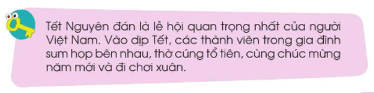 Tết Nguyên đán là lễ hội quan trọng nhất của người
Việt Nam. Vào dịp Tết, các thành viên trong gia đình
sum họp bên nhau, thờ cúng tổ tiên, cùng chúc mừng
năm mới và đi chơi xuân.